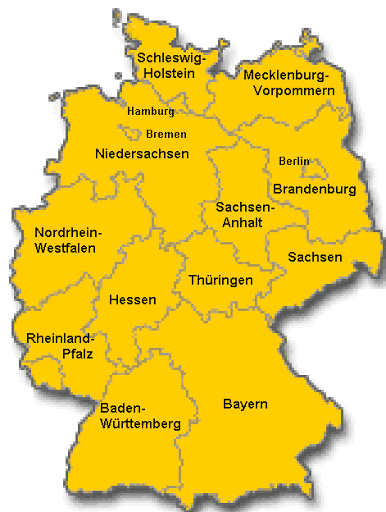 Schleswig-
Holstein
Mecklenburg-
Vorpommern
Hamburg
Bremen
Niedersachsen
Berlin
Brandenburg
Sachsen-
Anhalt
Nordrhein-
Westfalen
Sachsen
Thüringen
Hessen
Rheinland-
Pfalz
Baden-
Württemberg
Bayern